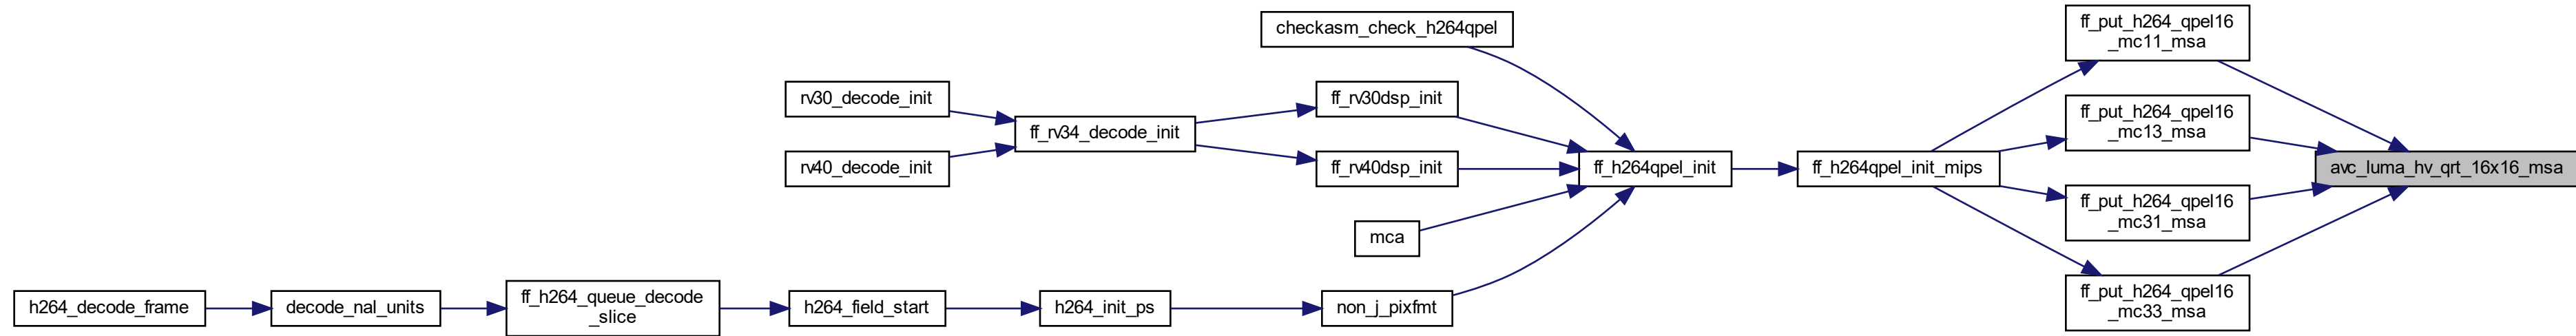 checkasm_check_h264qpel
rv30_decode_init
rv40_decode_init
ff_rv34_decode_init
ff_rv30dsp_init
ff_rv40dsp_init
mca
h264_decode_frame
decode_nal_units
ff_h264_queue_decode
_slice
h264_field_start
h264_init_ps
non_j_pixfmt
ff_h264qpel_init
ff_h264qpel_init_mips
ff_put_h264_qpel16
_mc11_msa
ff_put_h264_qpel16
_mc13_msa
ff_put_h264_qpel16
_mc31_msa
ff_put_h264_qpel16
_mc33_msa
avc_luma_hv_qrt_16x16_msa